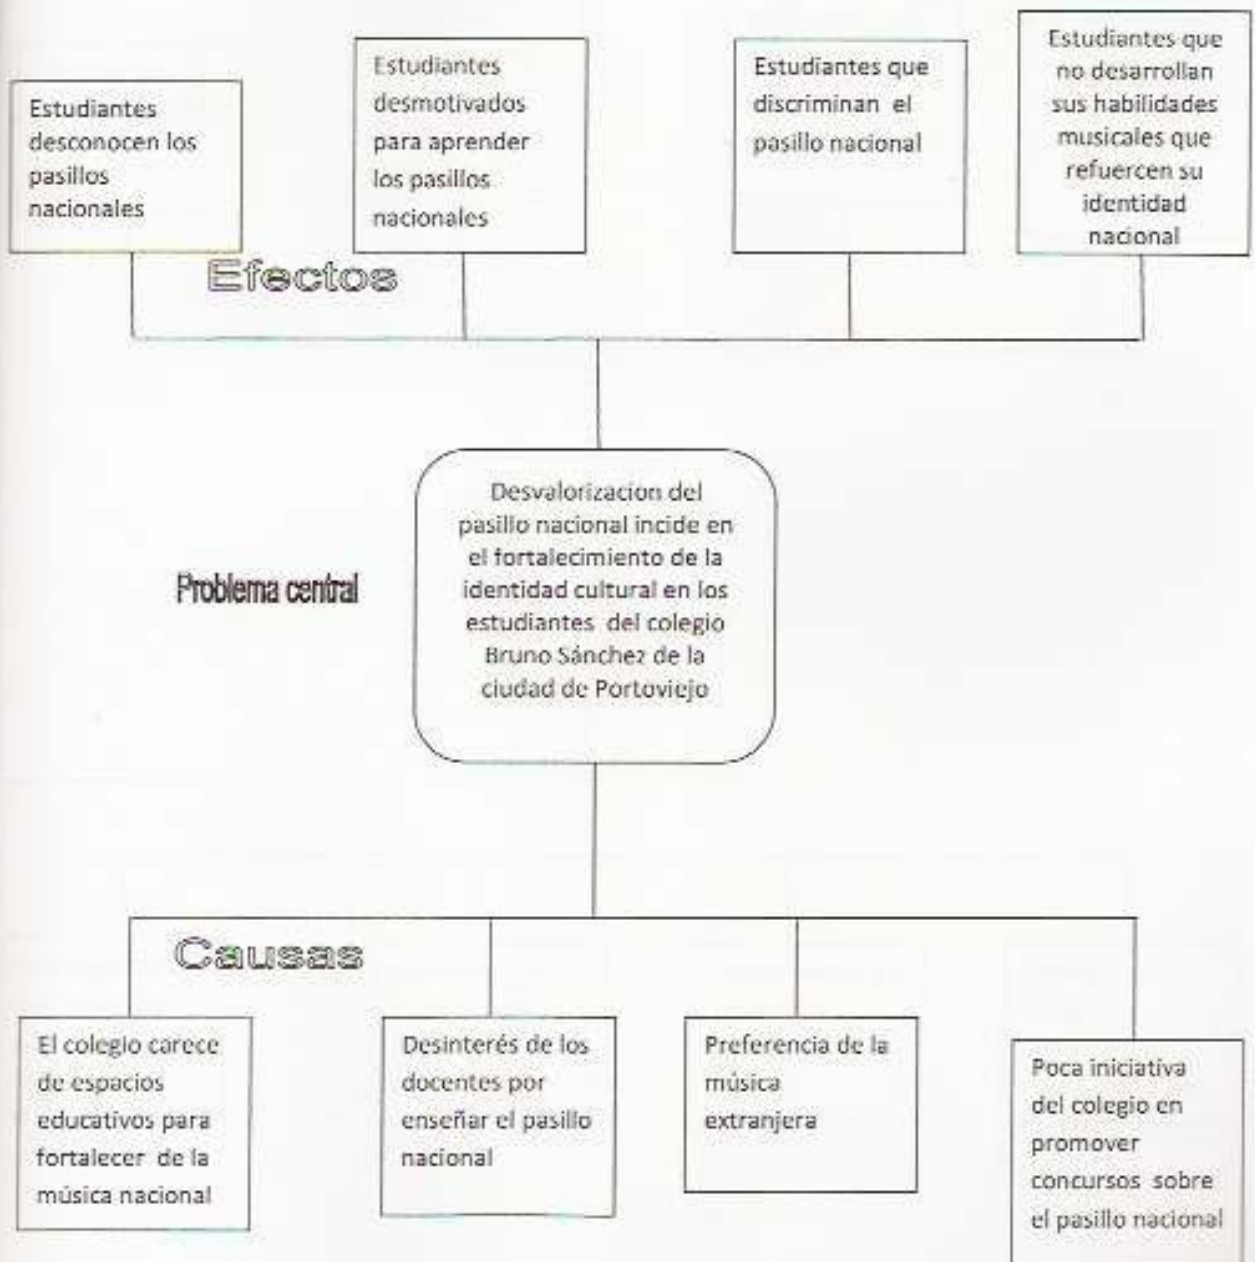 Estudiantes
desconocen los
pasillos
nacionales
Estudiantes
desmotivados
para aprender
los pasillos
nacionales
Estudiantes que
discriminan el
pasillo nacional
Estudiantes que
no desarrollan
sus habilidades
musicales que
refuercen su
identidad
nacional
Efectos
Problema central
Desvalorizacion del
pasillo nacional incide en
el fortalecimiento de la
identidad cultural en los
estudiantes del colegio
Bruno Sánchez de la
ciudad de Portoviejo
Causas
El colegio carece
de espacios
educativos para
fortalecer de la
música nacional
Desinterés de los
docentes por
enseñar el pasillo
nacional
Preferencia de la
música
extranjera
Poca iniciativa
del colegio en
promover
concursos sobre
el pasillo nacional